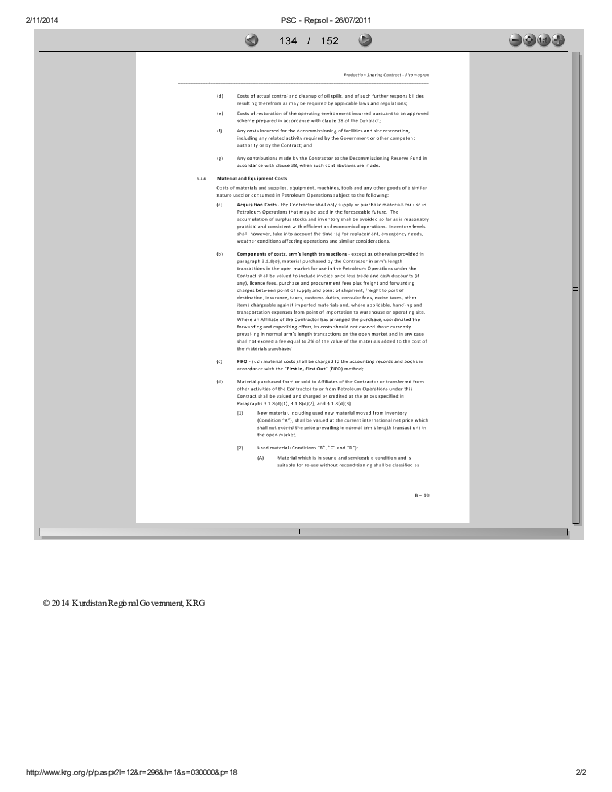 2/11/2014 PSC - Repsol - 26/07/2011
134 / 152
Production Sharing Contract -
(d) Costs of actual control and cleanup of oil spills, and of such further responsibilities
resulting therefrom as may be required by applicable laws and regulations;
(e) Costs of restoration of the operating environment incurred pursuant to an approved
scheme prepared in accordance with clause 38 of the Contract;
(f) Any costs incurred for the decommissioning of facilities and site restoration,
including any related activity required by the Government or other competent
authority or by the Contract; and
(g) Any contributions made by the Contractor to the Decommissioning Reserve Fund in
accordance with clause 38, when such contributions are made.
Material and Equipment Costs
Costs of materials and supplies, equipment, machines, tools and any other goods of a similar
nature used or consumed in Petroleum Operations subject to the following:
(a) Acquisition Costs - the Contractor shall only supply or purchase materials for use in
Petroleum Operations that may be used in the foreseeable future. The
accumulation of surplus stocks and inventory shall be avoided so far as is reasonably
practical and consistent with efficient and economical operations. Inventory levels
shall, however, take into account the time lag for replacement, emergency needs,
weather conditions affecting operations and similar considerations.
(b) Components of costs, arm's length transactions - except as otherwise provided in
paragraph material purchased by the Contractor in arm's length
transactions in the open market for use in the Petroleum Operations under the
Contract shall be valued to include invoice price less trade and cash discounts (if
any), licence fees, purchase and procurement fees plus freight and forwarding
charges between point of supply and point of shipment, freight to port of
destination, insurance, taxes, customs duties, consular fees, excise taxes, other
items chargeable against imported materials and, where applicable, handling and
transportation expenses from point of importation to warehouse or operating site.
Where an Affiliate of the Contractor has arranged the purchase, coordinated the
forwarding and expediting effort, its costs should not exceed those currently
prevailing in normal arm's length transactions on the open market and in any case
shall not exceed a fee equal to 2% of the value of the materials added to the cost of
the materials purchased
(c) FIFO - such material costs shall be charged to the accounting records and books in
accordance with the "First in, First Out" (FIFO) method;
(d) Material purchased from or sold to Affiliates of the Contractor or transferred from
other activities of the Contractor to or from Petroleum Operations under this
Contract shall be valued and charged or credited at the prices specified in
Paragraphs and
(1) New material, including used new material moved from inventory
(Condition "A"), shall be valued at the current international net price which
shall not exceed the price prevailing in normal arm's length transactions in
the open market.
(2) Used material (Conditions "B", "C" and "D"):
(A) Material which is in sound and serviceable condition and is
suitable for re-use without reconditioning shall be classified as
© 2014 Kurdistan Regional Government, KRG
http://www.krg.org/p/p.aspx?l=12&r=296&h=1&s=030000&p=18 2/2